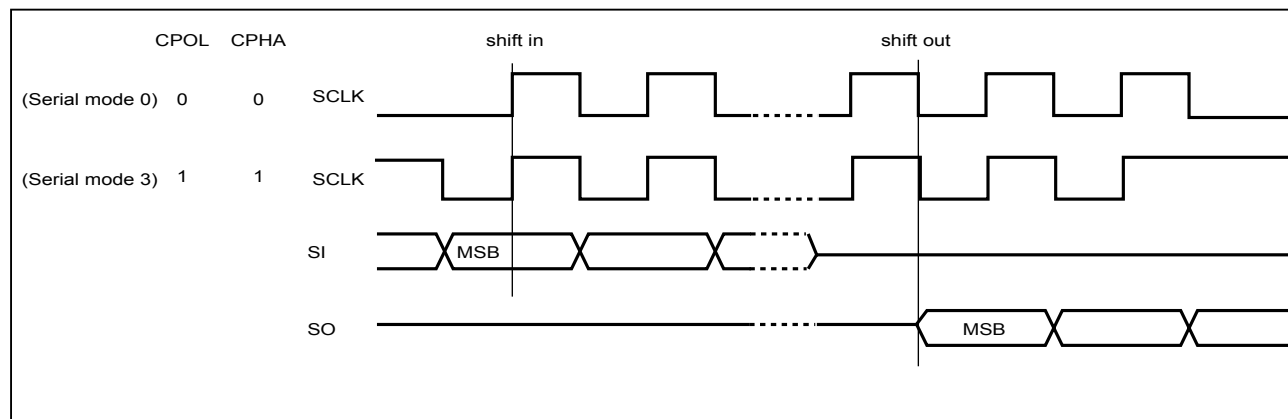 CPOL CPHA shift in shift out
(Serial mode 0) 0 0 SCLK
(Serial mode 3) 1 1 SCLK
SI MSB
SO MSB